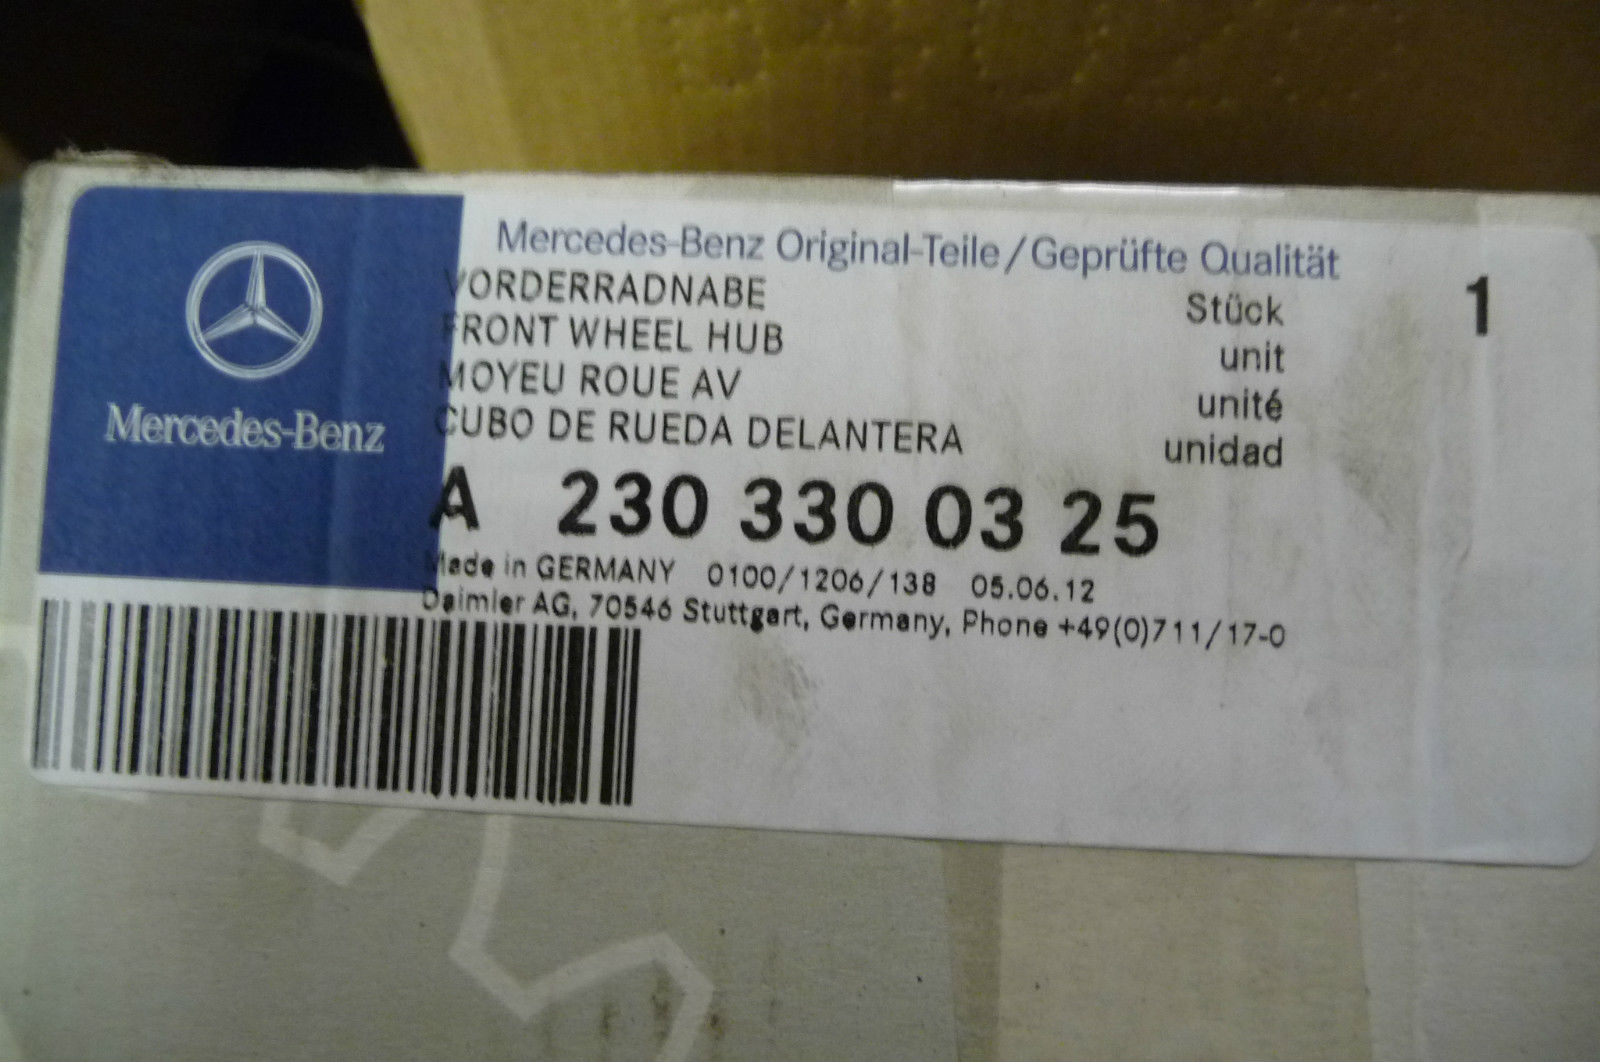 Mercedes-Benz
Mercedes-Benz Original-Teile/Geprüfte Qualität
VORDERRADNABE Stück 1
FRONT WHEEL HUB unit
MOYEU ROUE AV unité
CUBO DE RUEDA DELANTERA unidad
A 230 330 03 25
Made in GERMANY 0100/1206/138 05.06.12
Daimler AG, 70546 Stuttgart, Germany, Phone +49(0)711/17-0